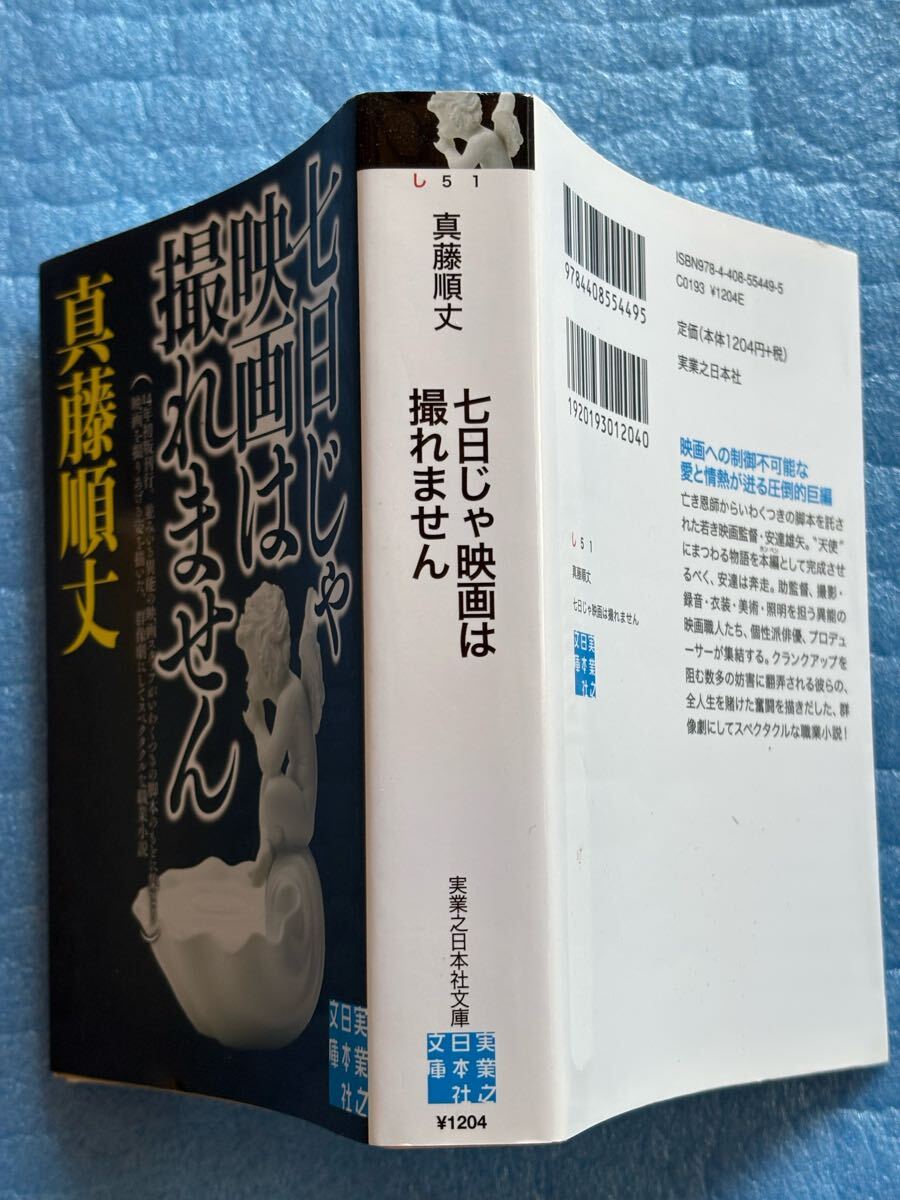 七日じゃ
映画は
撮れません
真藤順丈
実業之
日本社
文庫
し51
真藤順丈
七日じゃ映画は
撮れません
実業之日本社文庫
実業之
日本社
文庫
¥1204
9784408554495
1920193012040
ISBN978-4-408-55449-5
C0193 ¥1204E
定価(本体1204円+税)
実業之日本社
映画への制御不可能な
愛と情熱が迸る圧倒的巨編
亡き恩師からいわくつきの脚本を託さ
れた若き映画監督・安達雄矢。“天使”
にまつわる物語を本編として完成させ
るべく、安達は奔走。助監督、撮影・
録音・衣装・美術・照明を担う異能の
映画職人たち、個性派俳優、プロデュ
ーサーが集結する。クランクアップを
阻む数多の妨害に翻弄される彼らの、
全人生を賭けた奮闘を描きだした、群
像劇にしてスペクタクルな職業小説!
し51
真藤順丈
七日じゃ映画は撮れません
実業之
日本社
文庫